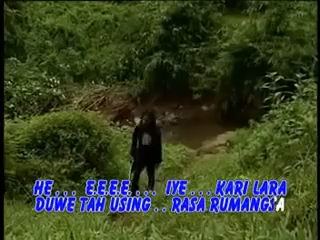 HE . . .  E.E.E.E. . . .  IYE . . . KARI LARA
DUWE TAH USING . . RASA RUMANGSA